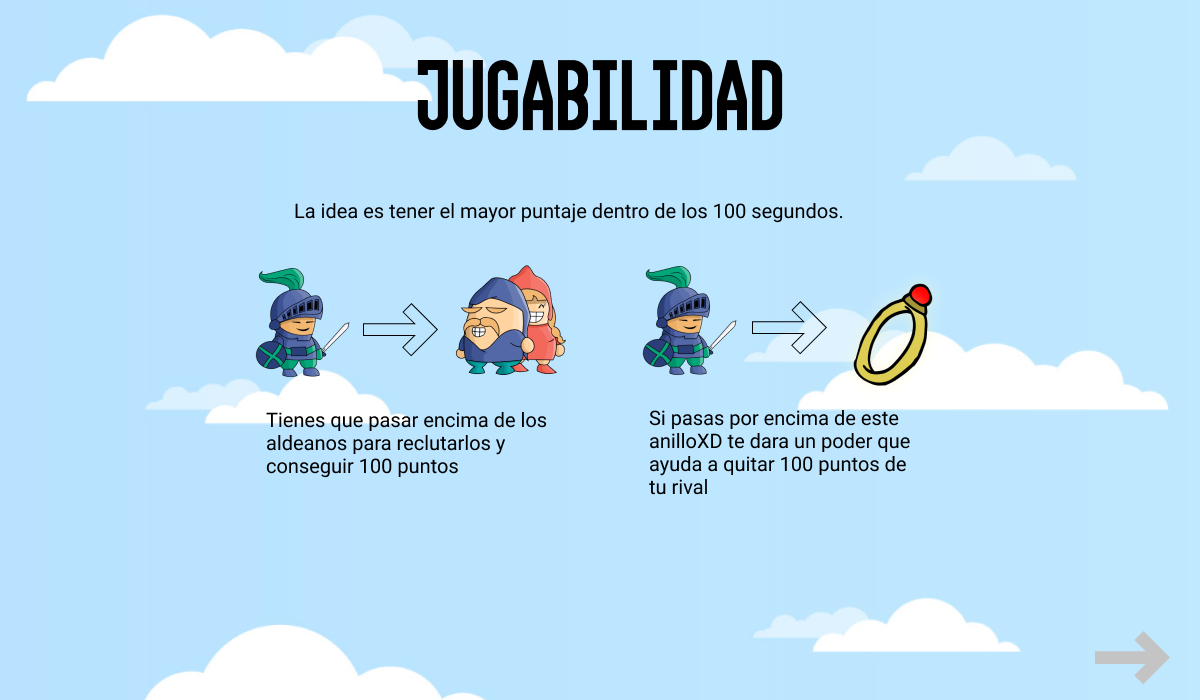 JUGABILIDAD
La idea es tener el mayor puntaje dentro de los 100 segundos.
Tienes que pasar encima de los
aldeanos para reclutarlos y
conseguir 100 puntos
Si pasas por encima de este
anilloXD te dara un poder que
ayuda a quitar 100 puntos de
tu rival